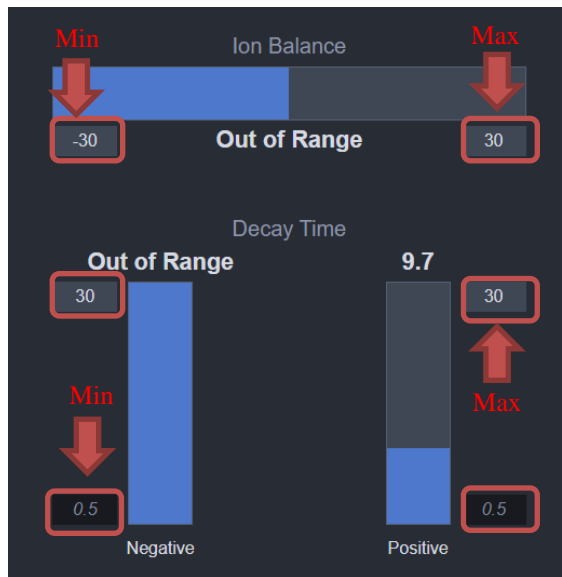 Min
Ion Balance
Max
-30
Out of Range
30
Decay Time
Out of Range
9.7
30
30
Min
Max
0.5
0.5
Negative
Positive